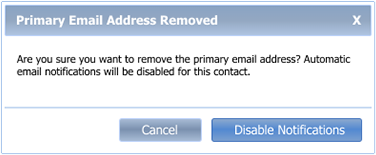 Primary Email Address Removed X
Are you sure you want to remove the primary email address? Automatic
email notifications will be disabled for this contact.
Cancel Disable Notifications